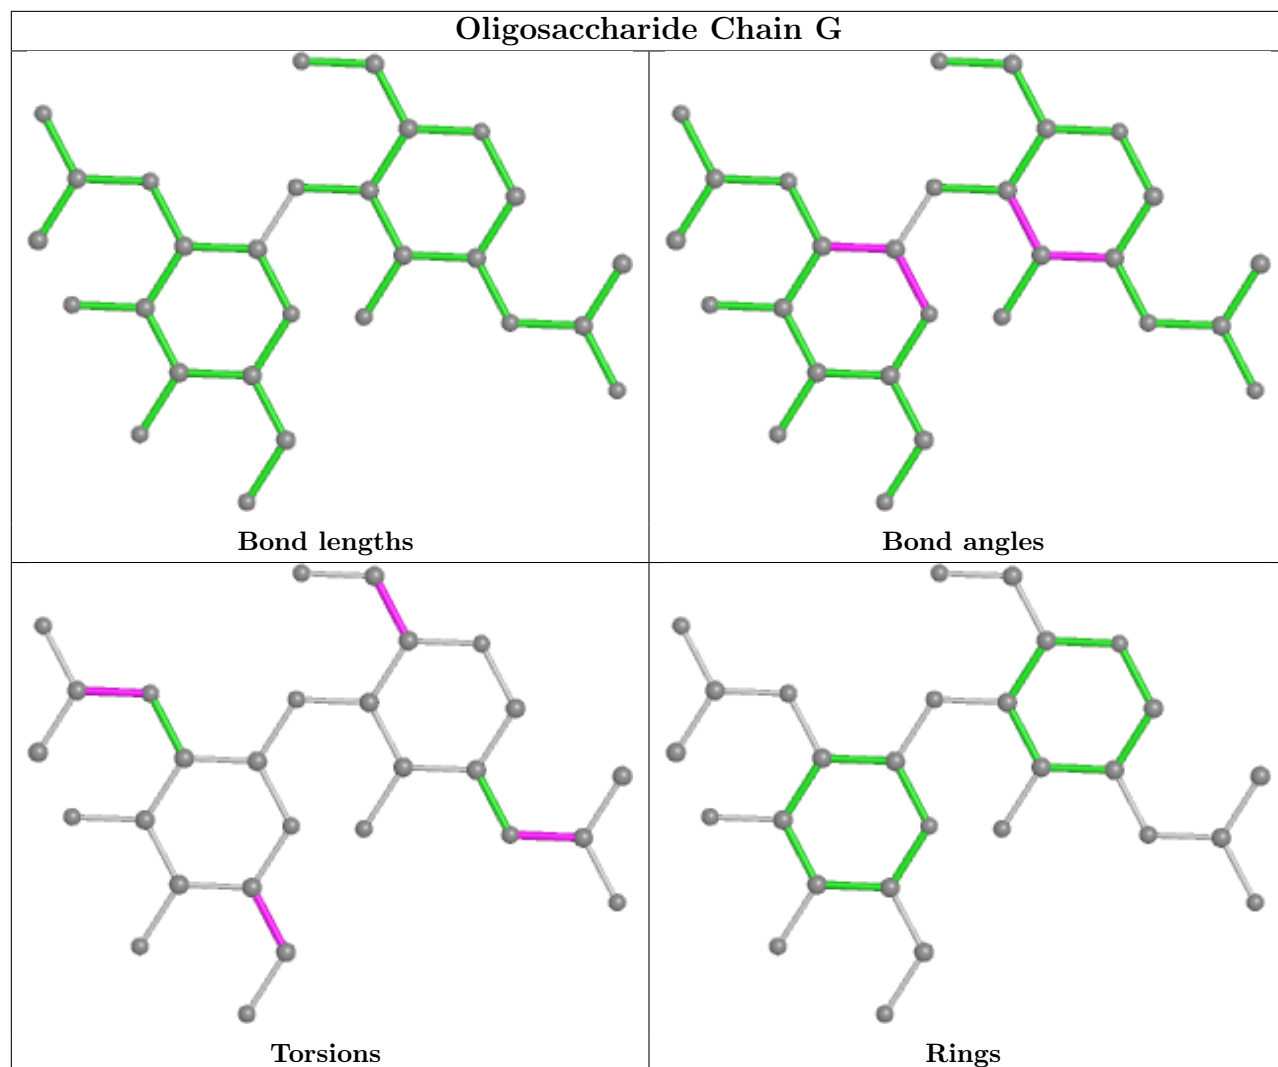 Oligosaccharide Chain G
Bond lengths
Bond angles
Torsions
Rings